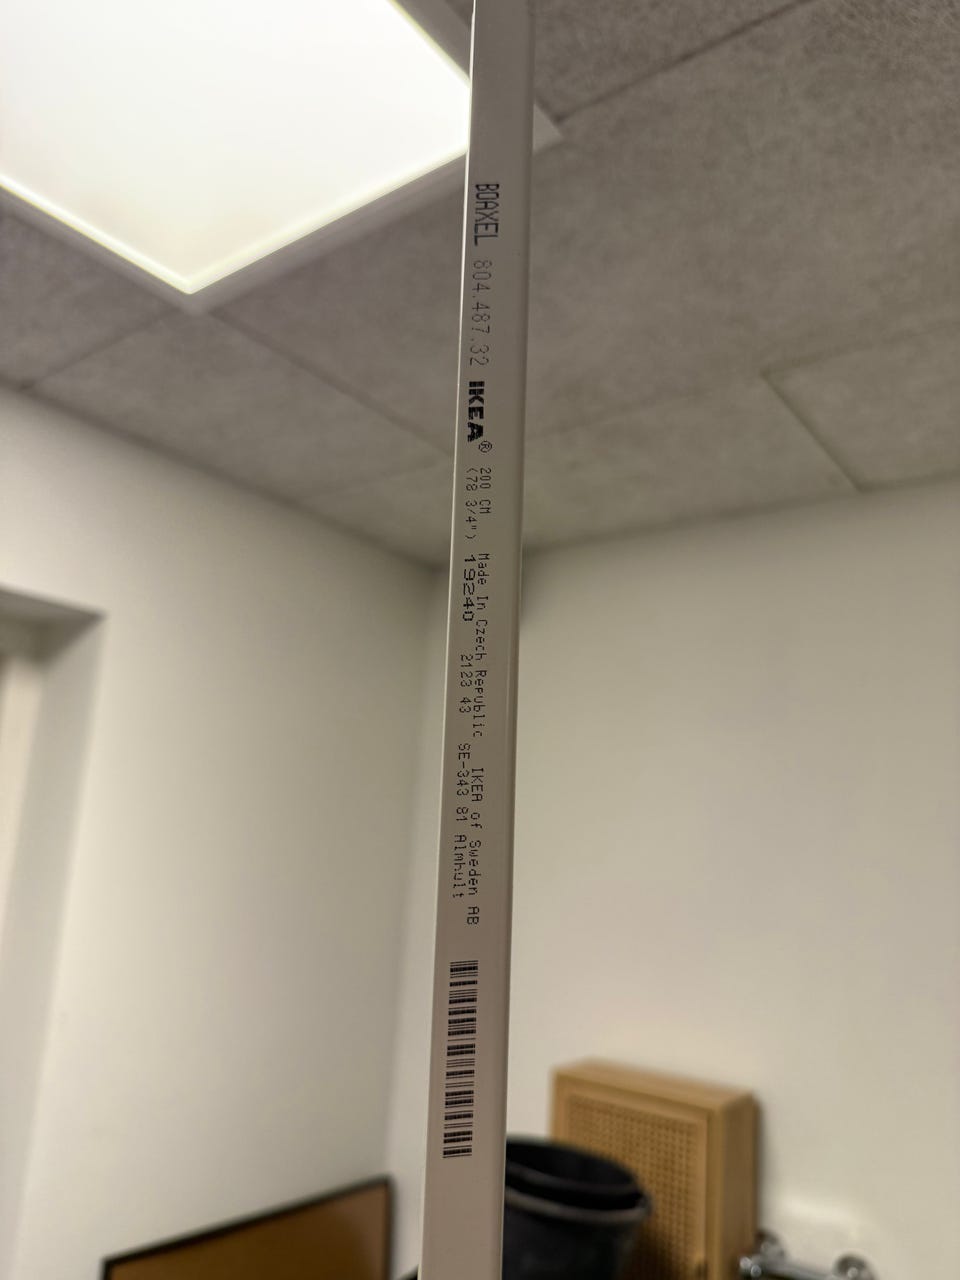 BOAXEL 804.487.32 IKEA®
200 CM Made In Czech Republic IKEA of Sweden AB
(78 3/4") 19240 2123 43 SE-343 81 Almhult